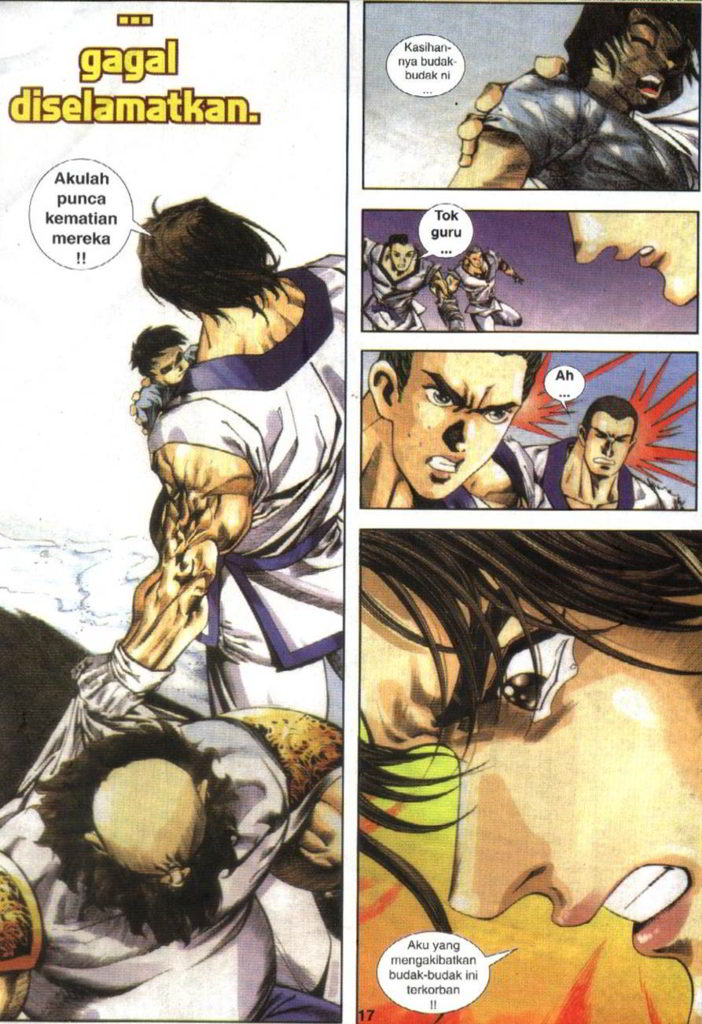 ...
gagal
diselamatkan.
Akulah
punca
kematian
mereka
!!
Kasihan-
nya budak-
budak ni
...
Tok
guru
...
Ah
...
Aku yang
mengakibatkan
budak-budak ini
terkorban
!!
17